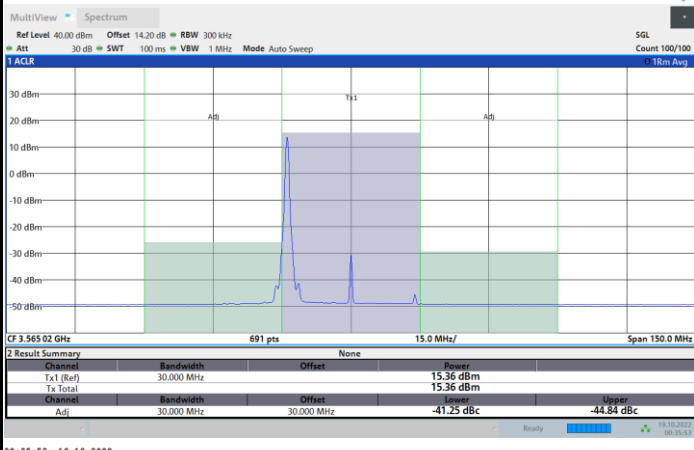 MultiView Spectrum
Ref Level 40.00 dBm Offset 14.20 dB RBW 300 kHz SGL
Att 30 dB SWT 100 ms VBW 1 MHz Mode Auto Sweep Count 100/100
1 ACLR 1Rm Avg
30 dBm
Tx1
20 dBm Adj Adj
10 dBm
0 dBm
-10 dBm
-20 dBm
-30 dBm
-40 dBm
-50 dBm
CF 3.565 02 GHz 691 pts 15.0 MHz/ Span 150.0 MHz
2 Result Summary None
Channel Bandwidth Offset Power
Tx1 (Ref) 30.000 MHz 15.36 dBm
Tx Total 15.36 dBm
Channel Bandwidth Offset Lower Upper
Adj 30.000 MHz 30.000 MHz -41.25 dBc -44.84 dBc
Ready 19.10.2022
00:35:53